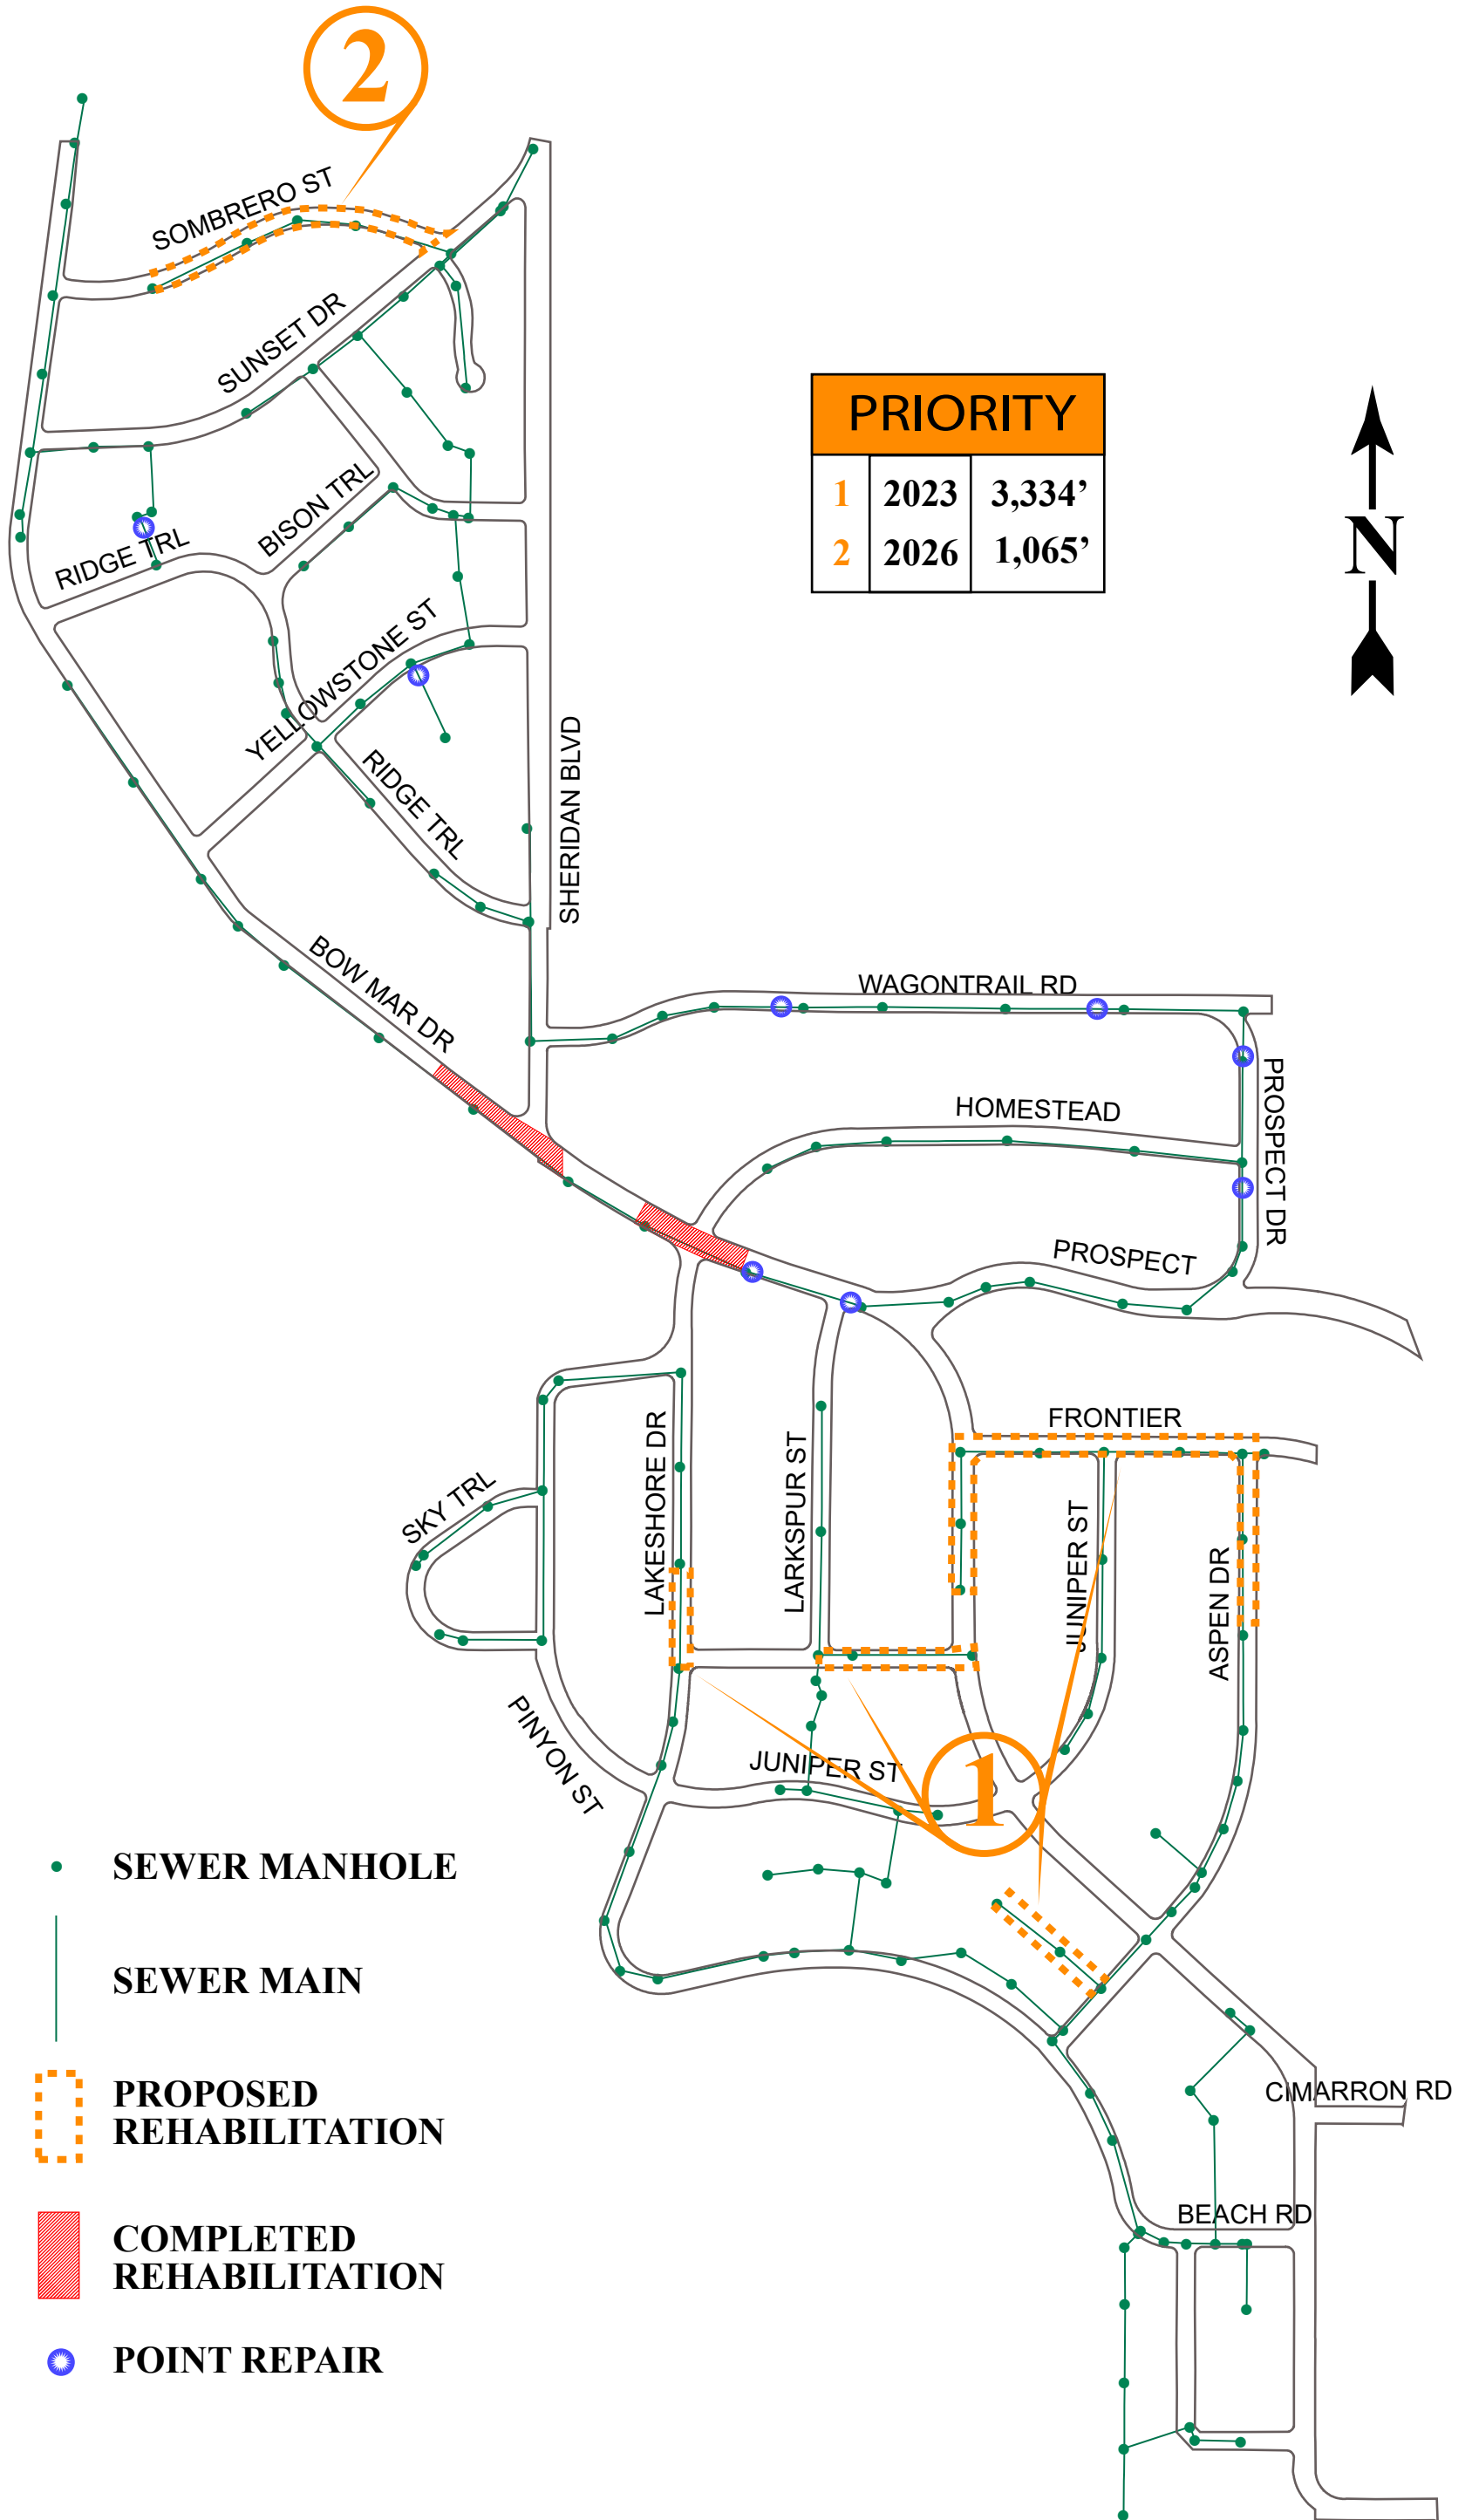 2
SOMBRERO ST
SUNSET DR
PRIORITY
1 2023 3,334’
2 2026 1,065’
N
BISON TRL
RIDGE TRL
YELLOWSTONE ST
RIDGE TRL
SHERIDAN BLVD
BOW MAR DR
WAGONTRAIL RD
PROSPECT DR
HOMESTEAD
PROSPECT
FRONTIER
SKY TRL
LAKESHORE DR
LARKSPUR ST
JUNIPER ST
ASPEN DR
PINYON ST
JUNIPER ST
1
SEWER MANHOLE
SEWER MAIN
PROPOSED
REHABILITATION
CIMARRON RD
BEACH RD
COMPLETED
REHABILITATION
POINT REPAIR